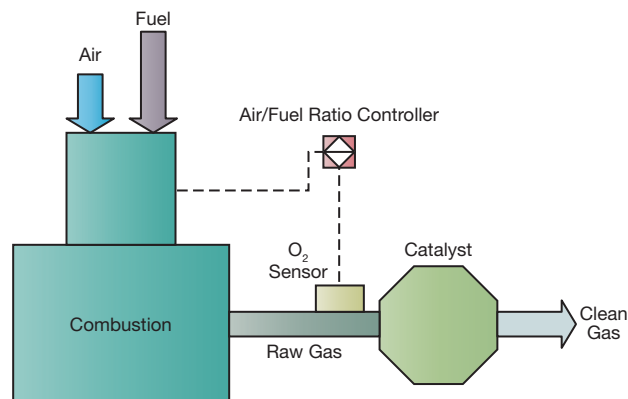 Fuel
Air
Air/Fuel Ratio Controller
O₂
Sensor
Catalyst
Combustion
Raw Gas
Clean
Gas